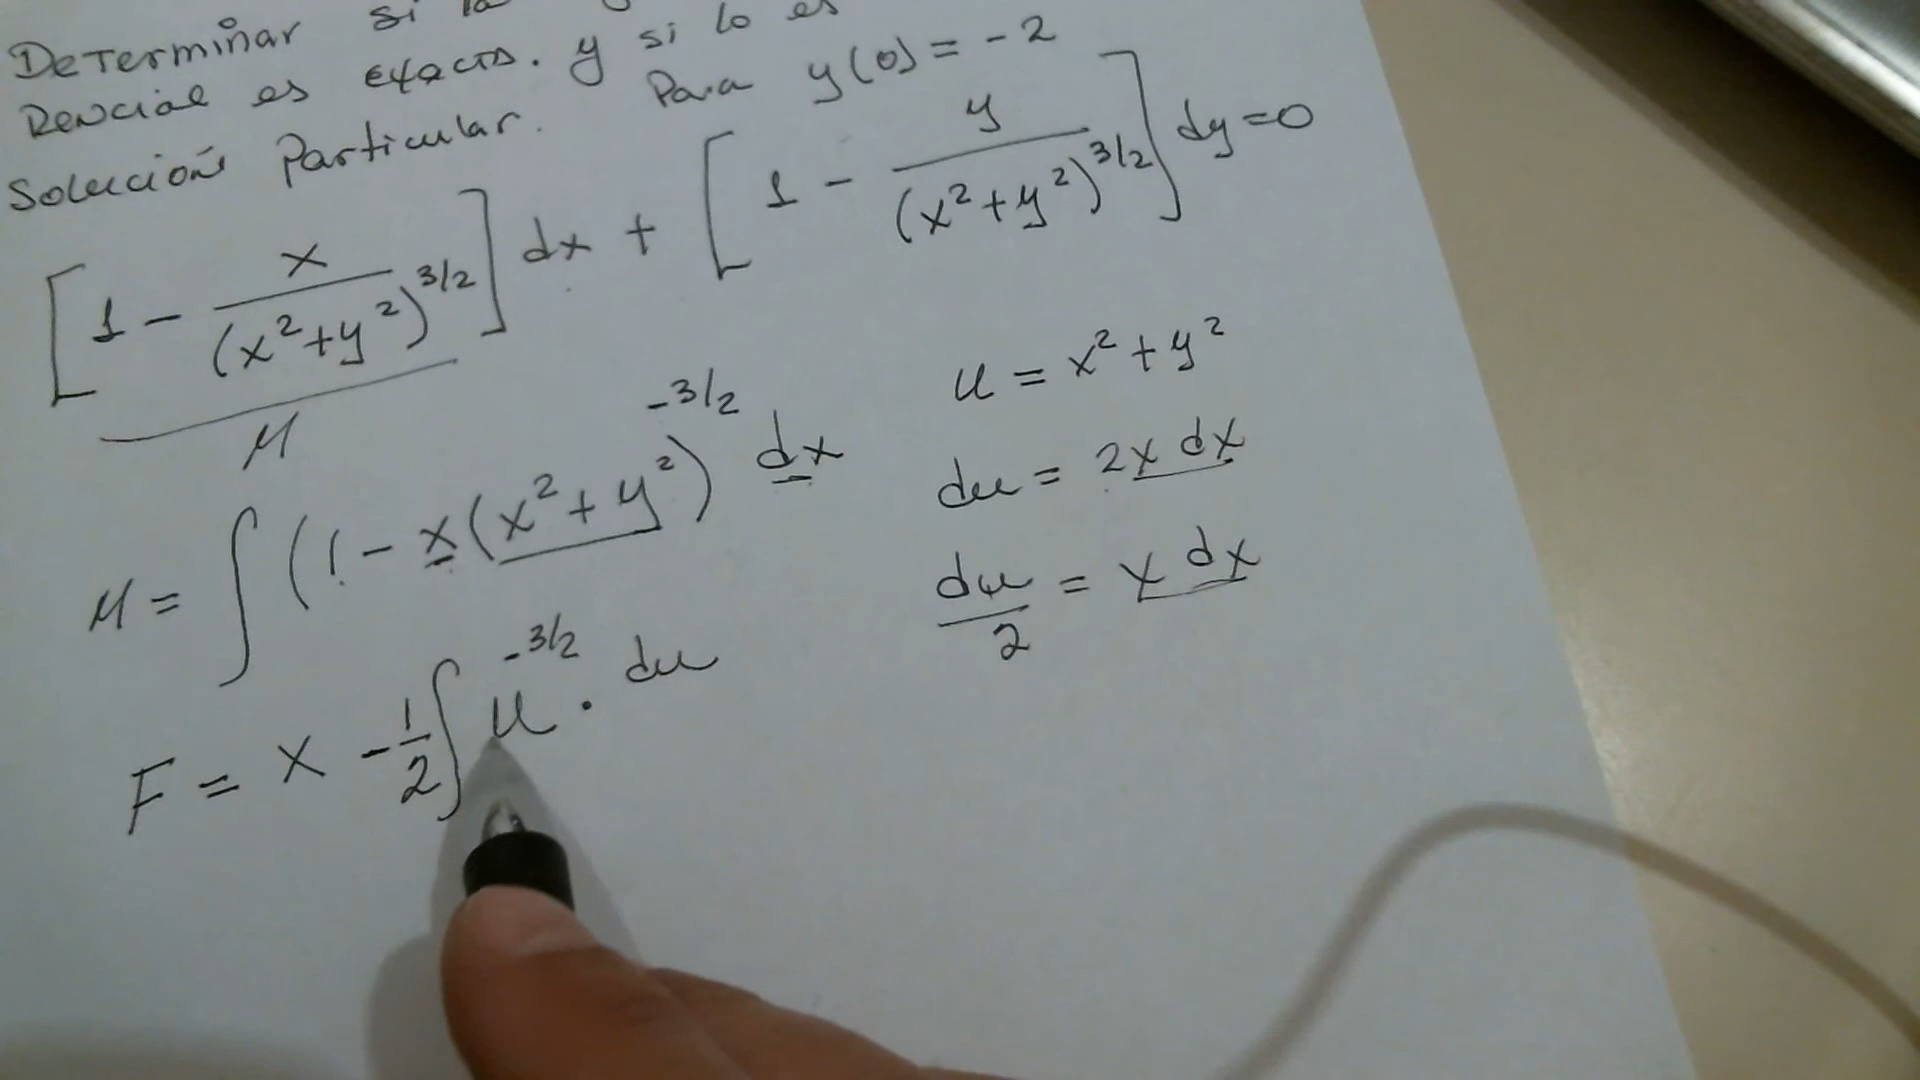 Determinar si la
Rencial es exacta. y si lo es
Solución Particular. Para y(0) = -2
[1 - x/(x²+y²)^3/2] dx + [1 - y/(x²+y²)^3/2] dy=0
M
M = ∫(1 - x(x²+y²)^-3/2 dx
F = x - 1/2 ∫ u^-3/2 · du
u = x² + y²
du = 2x dx
du/2 = x dx